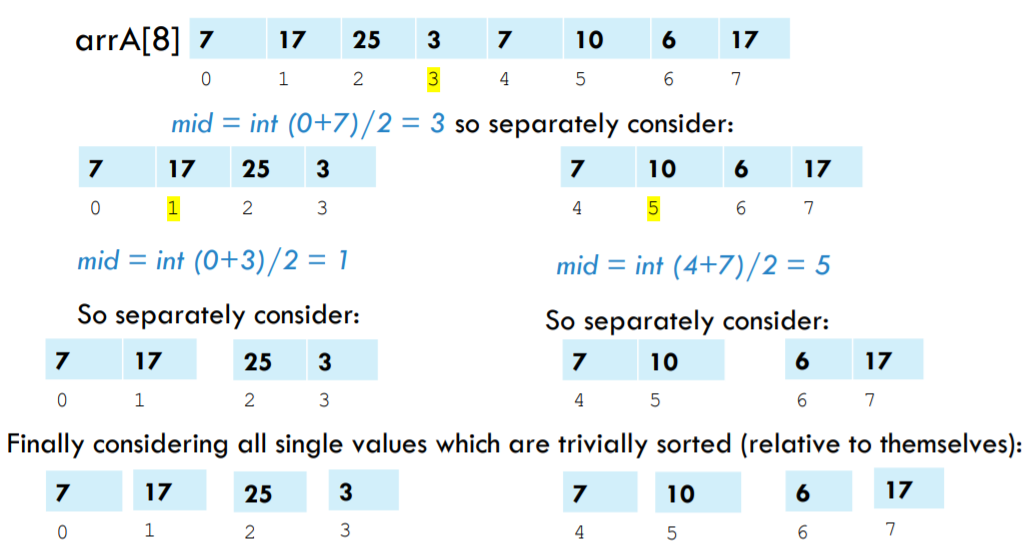 arrA[8] 7 17 25 3 7 10 6 17
0 1 2 3 4 5 6 7
mid = int (0+7)/2 = 3 so separately consider:
7 17 25 3 7 10 6 17
0 1 2 3 4 5 6 7
mid = int (0+3)/2 = 1 mid = int (4+7)/2 = 5
So separately consider: So separately consider:
7 17 25 3 7 10 6 17
0 1 2 3 4 5 6 7
Finally considering all single values which are trivially sorted (relative to themselves):
7 17 25 3 7 10 6 17
0 1 2 3 4 5 6 7